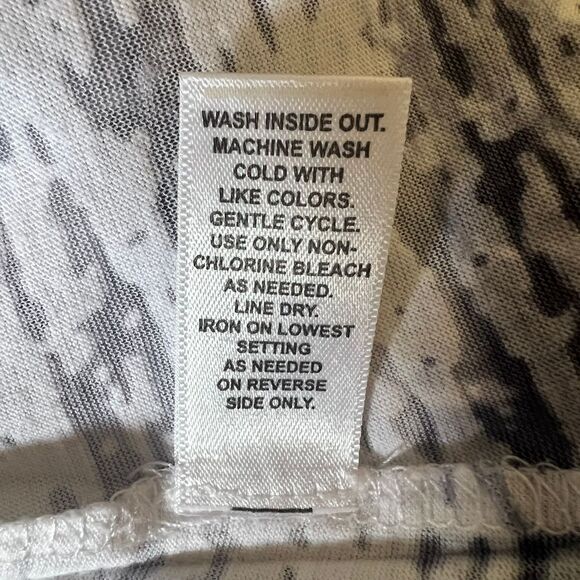 WASH INSIDE OUT.
MACHINE WASH
COLD WITH
LIKE COLORS.
GENTLE CYCLE.
USE ONLY NON-
CHLORINE BLEACH
AS NEEDED.
LINE DRY.
IRON ON LOWEST
SETTING
AS NEEDED
ON REVERSE
SIDE ONLY.